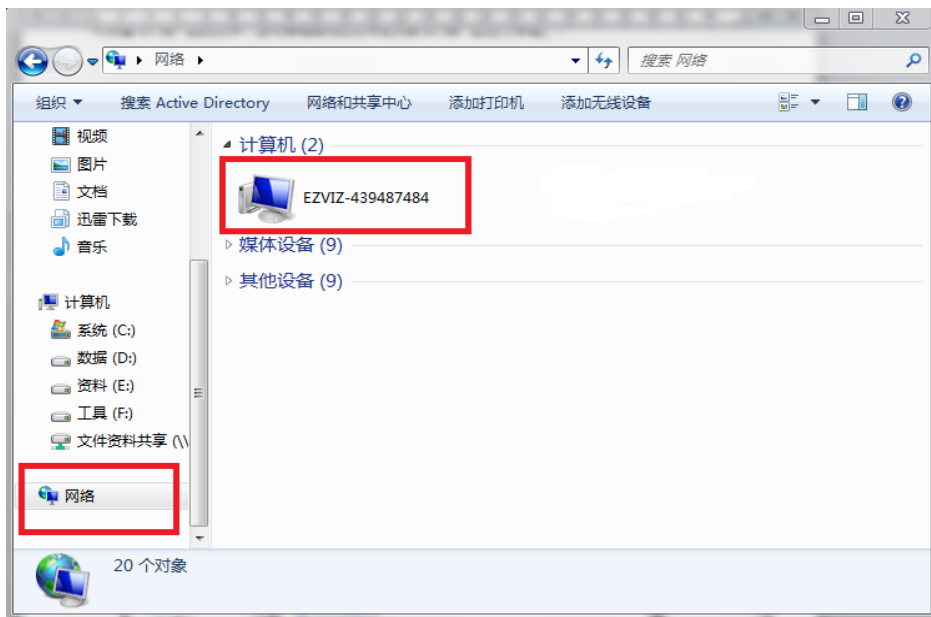 网络
搜索 网络
组织 搜索 Active Directory 网络和共享中心 添加打印机 添加无线设备
视频
图片
文档
迅雷下载
音乐
计算机
系统 (C:)
数据 (D:)
资料 (E:)
工具 (F:)
文件资料共享 (\\
网络
计算机 (2)
EZVIZ-439487484
媒体设备 (9)
其他设备 (9)
20 个对象